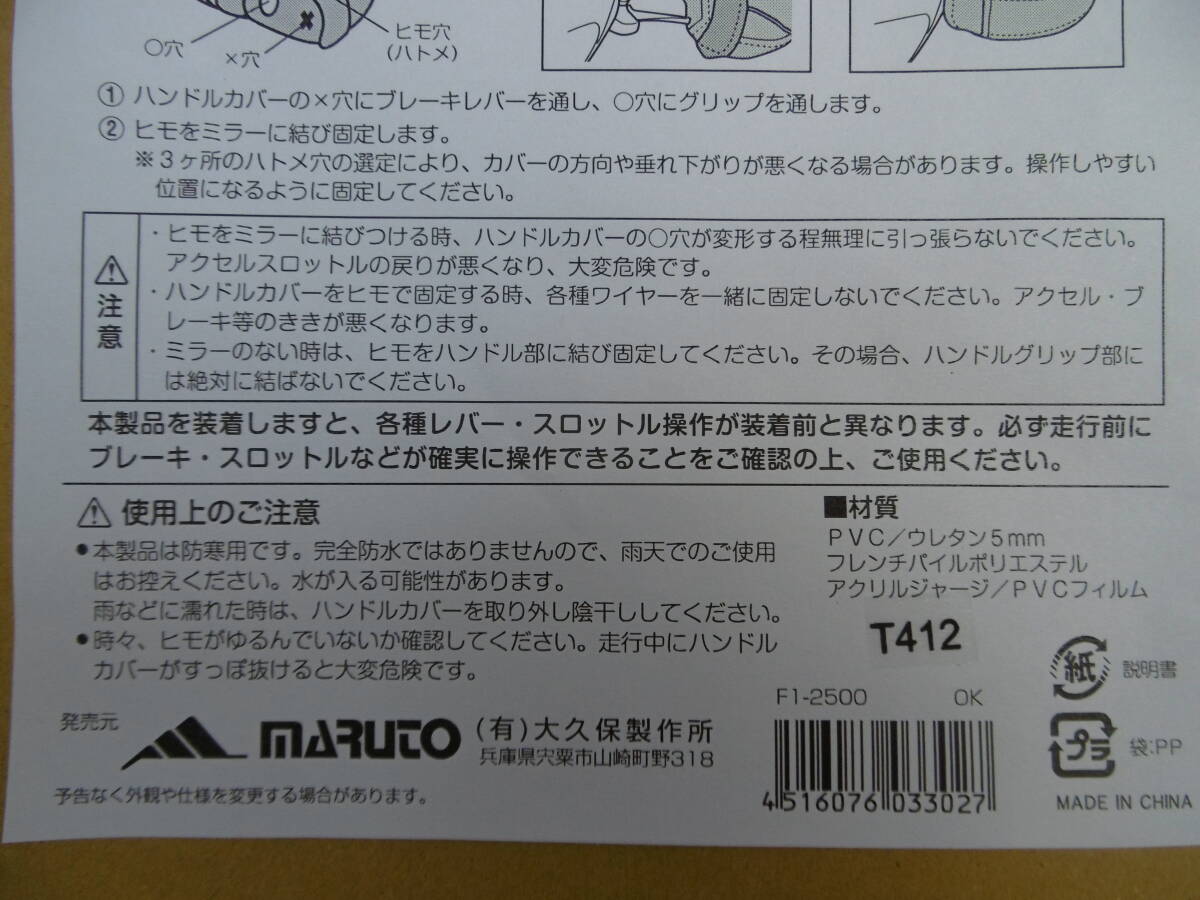 ○穴
×穴
ヒモ穴
(ハトメ)
① ハンドルカバーの×穴にブレーキレバーを通し、○穴にグリップを通します。
② ヒモをミラーに結び固定します。
※３ヶ所のハトメ穴の選定により、カバーの方向や垂れ下がりが悪くなる場合があります。操作しやすい
位置になるように固定してください。
注意
・ヒモをミラーに結びつける時、ハンドルカバーの○穴が変形する程無理に引っ張らないでください。
アクセルスロットルの戻りが悪くなり、大変危険です。
・ハンドルカバーをヒモで固定する時、各種ワイヤーを一緒に固定しないでください。アクセル・ブ
レーキ等のききが悪くなります。
・ミラーのない時は、ヒモをハンドル部に結び固定してください。その場合、ハンドルグリップ部に
は絶対に結ばないでください。
本製品を装着しますと、各種レバー・スロットル操作が装着前と異なります。必ず走行前に
ブレーキ・スロットルなどが確実に操作できることをご確認の上、ご使用ください。
⚠ 使用上のご注意
●本製品は防寒用です。完全防水ではありませんので、雨天でのご使用
はお控えください。水が入る可能性があります。
雨などに濡れた時は、ハンドルカバーを取り外し陰干ししてください。
●時々、ヒモがゆるんでいないか確認してください。走行中にハンドル
カバーがすっぽ抜けると大変危険です。
■材質
ＰＶＣ／ウレタン５mm
フレンチパイルポリエステル
アクリルジャージ／ＰＶＣフィルム
T412
紙 説明書
F1-2500 OK
発売元
MARUTO (有)大久保製作所
兵庫県宍粟市山崎町野318
プラ 袋:PP
4 516076 033027
MADE IN CHINA
予告なく外観や仕様を変更する場合があります。